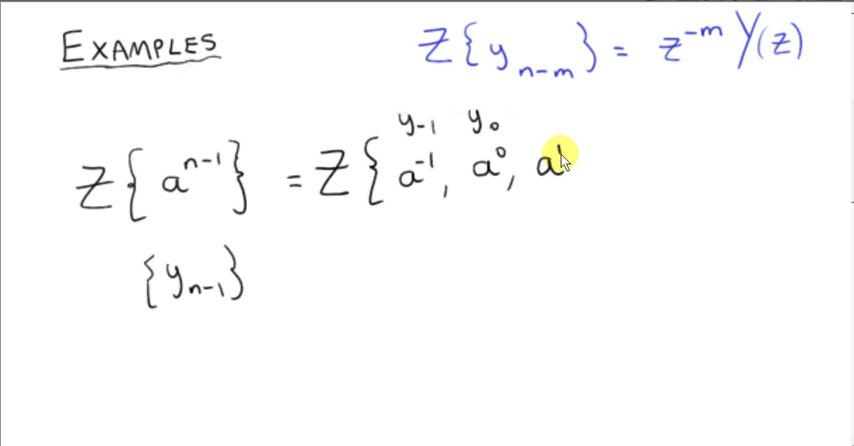 EXAMPLES
Z{y_{n-m}} = z^{-m} Y(z)
y_{-1} y_0
Z{a^{n-1}} = Z{a^{-1}, a^0, a^1
{y_{n-1}}